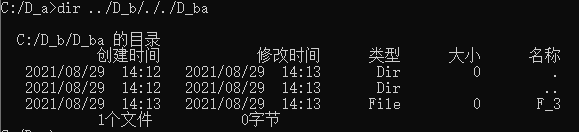 C:/D_a>dir ../D_b/././D_ba
C:/D_b/D_ba 的目录
创建时间 修改时间 类型 大小 名称
2021/08/29 14:12 2021/08/29 14:13 Dir 0 .
2021/08/29 14:12 2021/08/29 14:13 Dir ..
2021/08/29 14:13 2021/08/29 14:13 File 0 F_3
1个文件 0字节